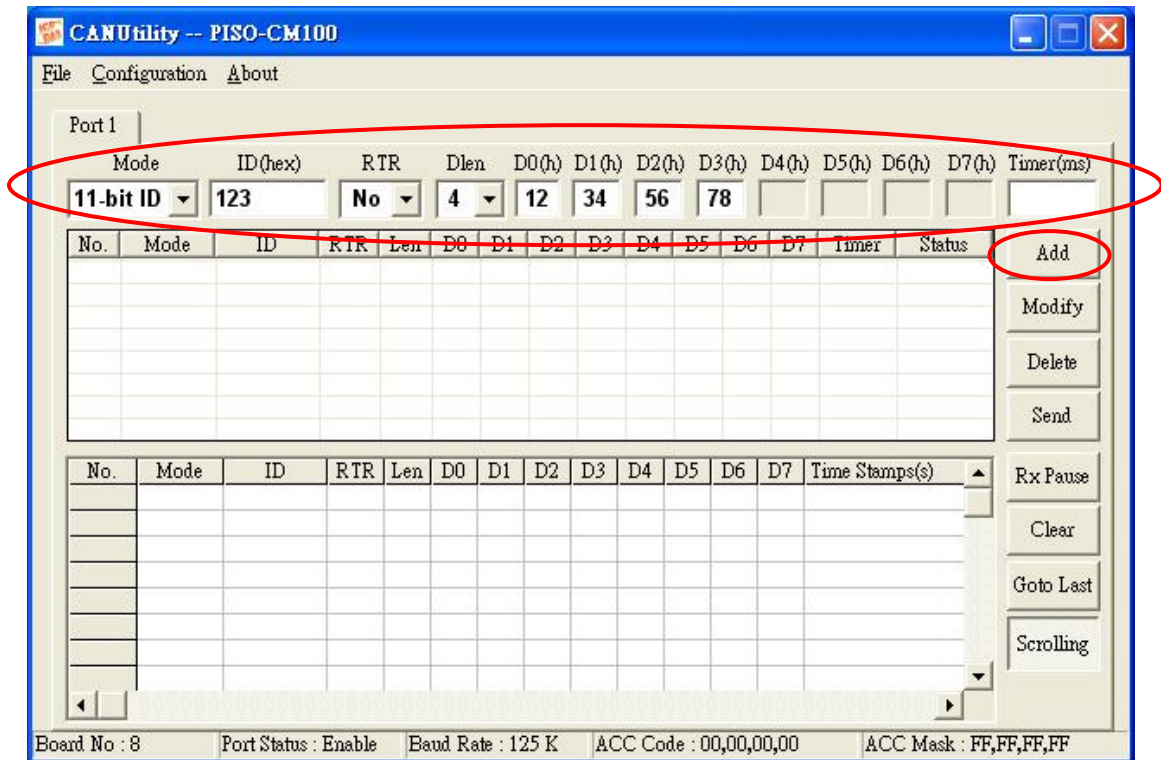 CANUtility -- PISO-CM100
File Configuration About
Port 1
Mode ID(hex) RTR Dlen D0(h) D1(h) D2(h) D3(h) D4(h) D5(h) D6(h) D7(h) Timer(ms)
11-bit ID 123 No 4 12 34 56 78
No. Mode ID RTR Len D0 D1 D2 D3 D4 D5 D6 D7 Timer Status
Add
Modify
Delete
Send
No. Mode ID RTR Len D0 D1 D2 D3 D4 D5 D6 D7 Time Stamps(s)
Rx Pause
Clear
Goto Last
Scrolling
Board No : 8 Port Status : Enable Baud Rate : 125 K ACC Code : 00,00,00,00 ACC Mask : FF,FF,FF,FF